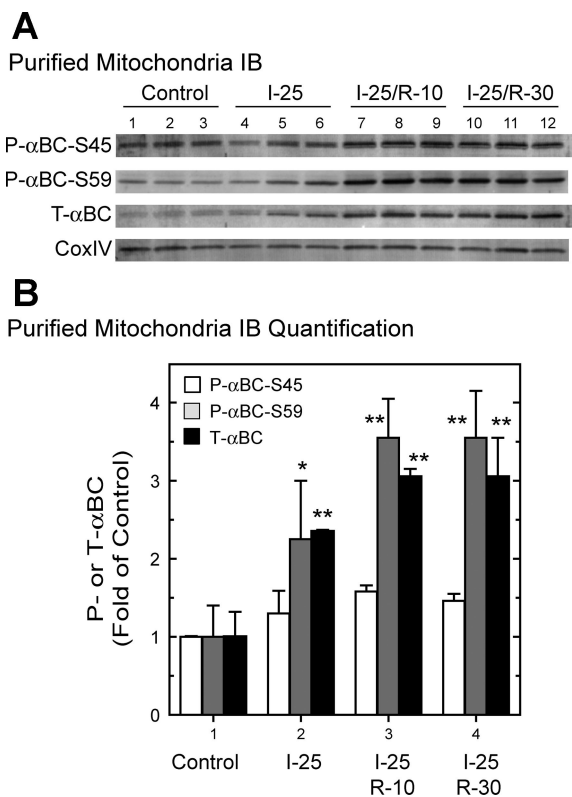 A
Purified Mitochondria IB
Control I-25 I-25/R-10 I-25/R-30
1 2 3 4 5 6 7 8 9 10 11 12
P-αBC-S45
P-αBC-S59
T-αBC
CoxIV
B
Purified Mitochondria IB Quantification
P- or T-αBC
(Fold of Control)
4
3
2
1
0
P-αBC-S45
P-αBC-S59
T-αBC
* ** ** ** ** **
1 2 3 4
Control I-25 I-25 I-25
R-10 R-30